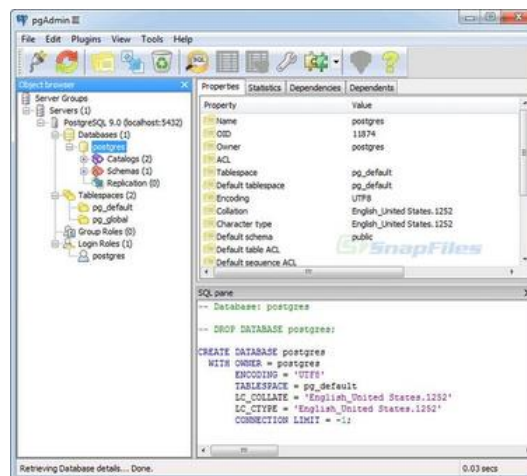 pgAdmin III
File Edit Plugins View Tools Help
Object browser
Server Groups
Servers (1)
PostgreSQL 9.0 (localhost:5432)
Databases (1)
postgres
Catalogs (2)
Schemas (1)
Replication (0)
Tablespaces (2)
pg_default
pg_global
Group Roles (0)
Login Roles (1)
postgres
Properties Statistics Dependencies Dependents
Property Value
Name postgres
OID 11874
Owner postgres
ACL
Tablespace pg_default
Default tablespace pg_default
Encoding UTF8
Collation English_United States.1252
Character type English_United States.1252
Default schema public
Default table ACL
Default sequence ACL
SnapFiles
SQL pane
-- Database: postgres
-- DROP DATABASE postgres;
CREATE DATABASE postgres
WITH OWNER = postgres
ENCODING = 'UTF8'
TABLESPACE = pg_default
LC_COLLATE = 'English_United States.1252'
LC_CTYPE = 'English_United States.1252'
CONNECTION LIMIT = -1;
Retrieving Database details... Done. 0.03 secs